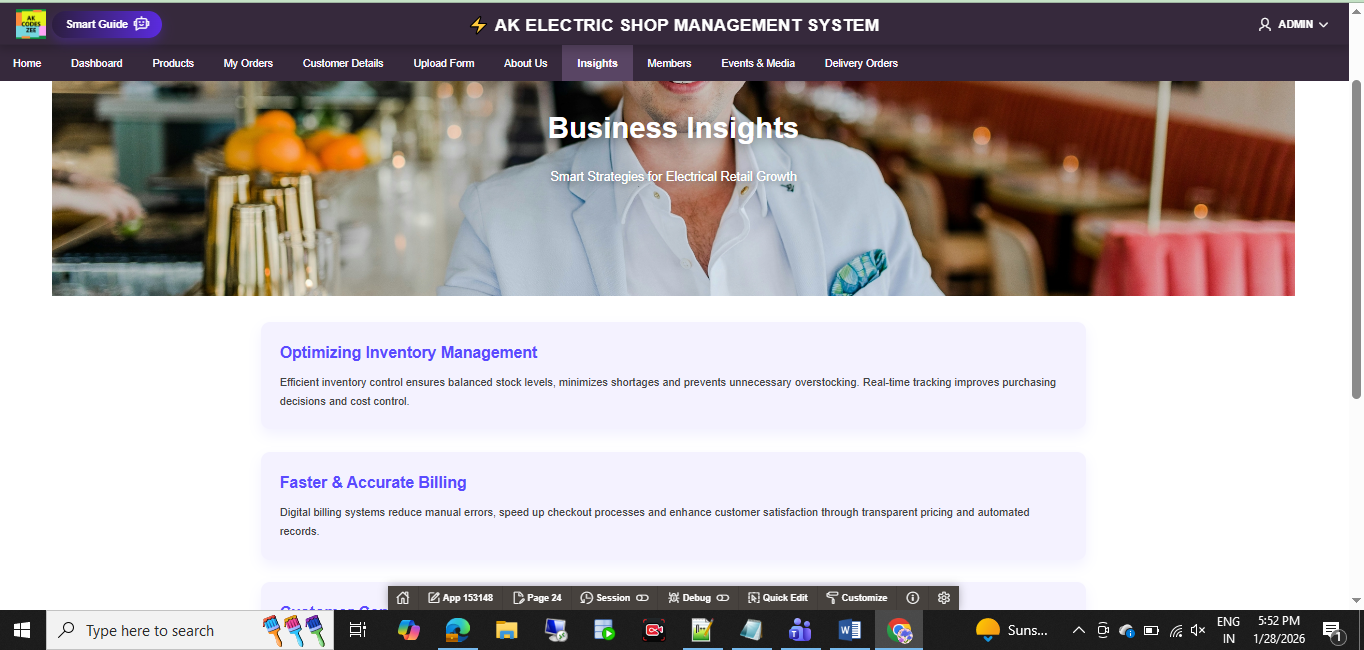 AK
CODES
ZEE
Smart Guide
⚡ AK ELECTRIC SHOP MANAGEMENT SYSTEM
ADMIN
Home Dashboard Products My Orders Customer Details Upload Form About Us Insights Members Events & Media Delivery Orders
Business Insights
Smart Strategies for Electrical Retail Growth
Optimizing Inventory Management
Efficient inventory control ensures balanced stock levels, minimizes shortages and prevents unnecessary overstocking. Real-time tracking improves purchasing
decisions and cost control.
Faster & Accurate Billing
Digital billing systems reduce manual errors, speed up checkout processes and enhance customer satisfaction through transparent pricing and automated
records.
App 153148 Page 24 Session Debug Quick Edit Customize
Type here to search
Suns...
ENG
IN
5:52 PM
1/28/2026
1